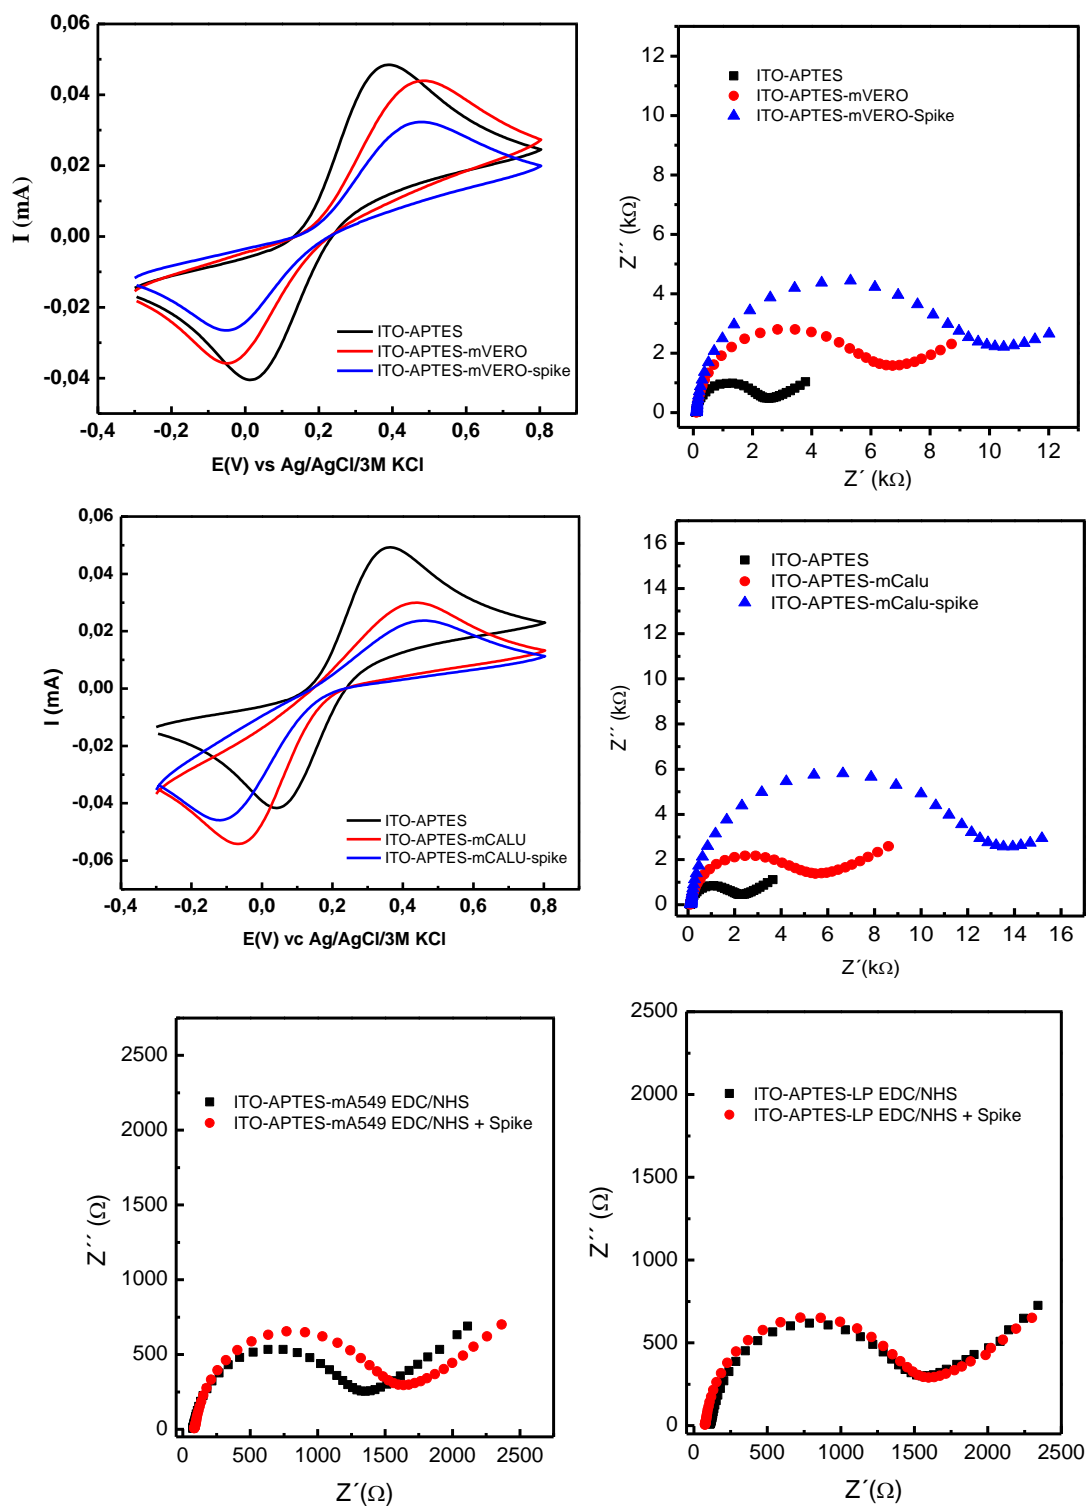 0,06
0,04
0,02
0,00
-0,02
-0,04
I (mA)
ITO-APTES
ITO-APTES-mVERO
ITO-APTES-mVERO-spike
-0,4 -0,2 0,0 0,2 0,4 0,6 0,8
E(V) vs Ag/AgCl/3M KCl
12
10
8
6
4
2
0
Z´´ (kΩ)
ITO-APTES
ITO-APTES-mVERO
ITO-APTES-mVERO-Spike
0 2 4 6 8 10 12
Z´ (kΩ)
0,06
0,04
0,02
0,00
-0,02
-0,04
-0,06
I (mA)
ITO-APTES
ITO-APTES-mCALU
ITO-APTES-mCALU-spike
-0,4 -0,2 0,0 0,2 0,4 0,6 0,8
E(V) vc Ag/AgCl/3M KCl
16
14
12
10
8
6
4
2
0
Z´´ (kΩ)
ITO-APTES
ITO-APTES-mCalu
ITO-APTES-mCalu-spike
0 2 4 6 8 10 12 14 16
Z´(kΩ)
2500
2000
1500
1000
500
0
Z´´ (Ω)
ITO-APTES-mA549 EDC/NHS
ITO-APTES-mA549 EDC/NHS + Spike
0 500 1000 1500 2000 2500
Z´(Ω)
2500
2000
1500
1000
500
0
Z´´ (Ω)
ITO-APTES-LP EDC/NHS
ITO-APTES-LP EDC/NHS + Spike
0 500 1000 1500 2000 2500
Z´(Ω)